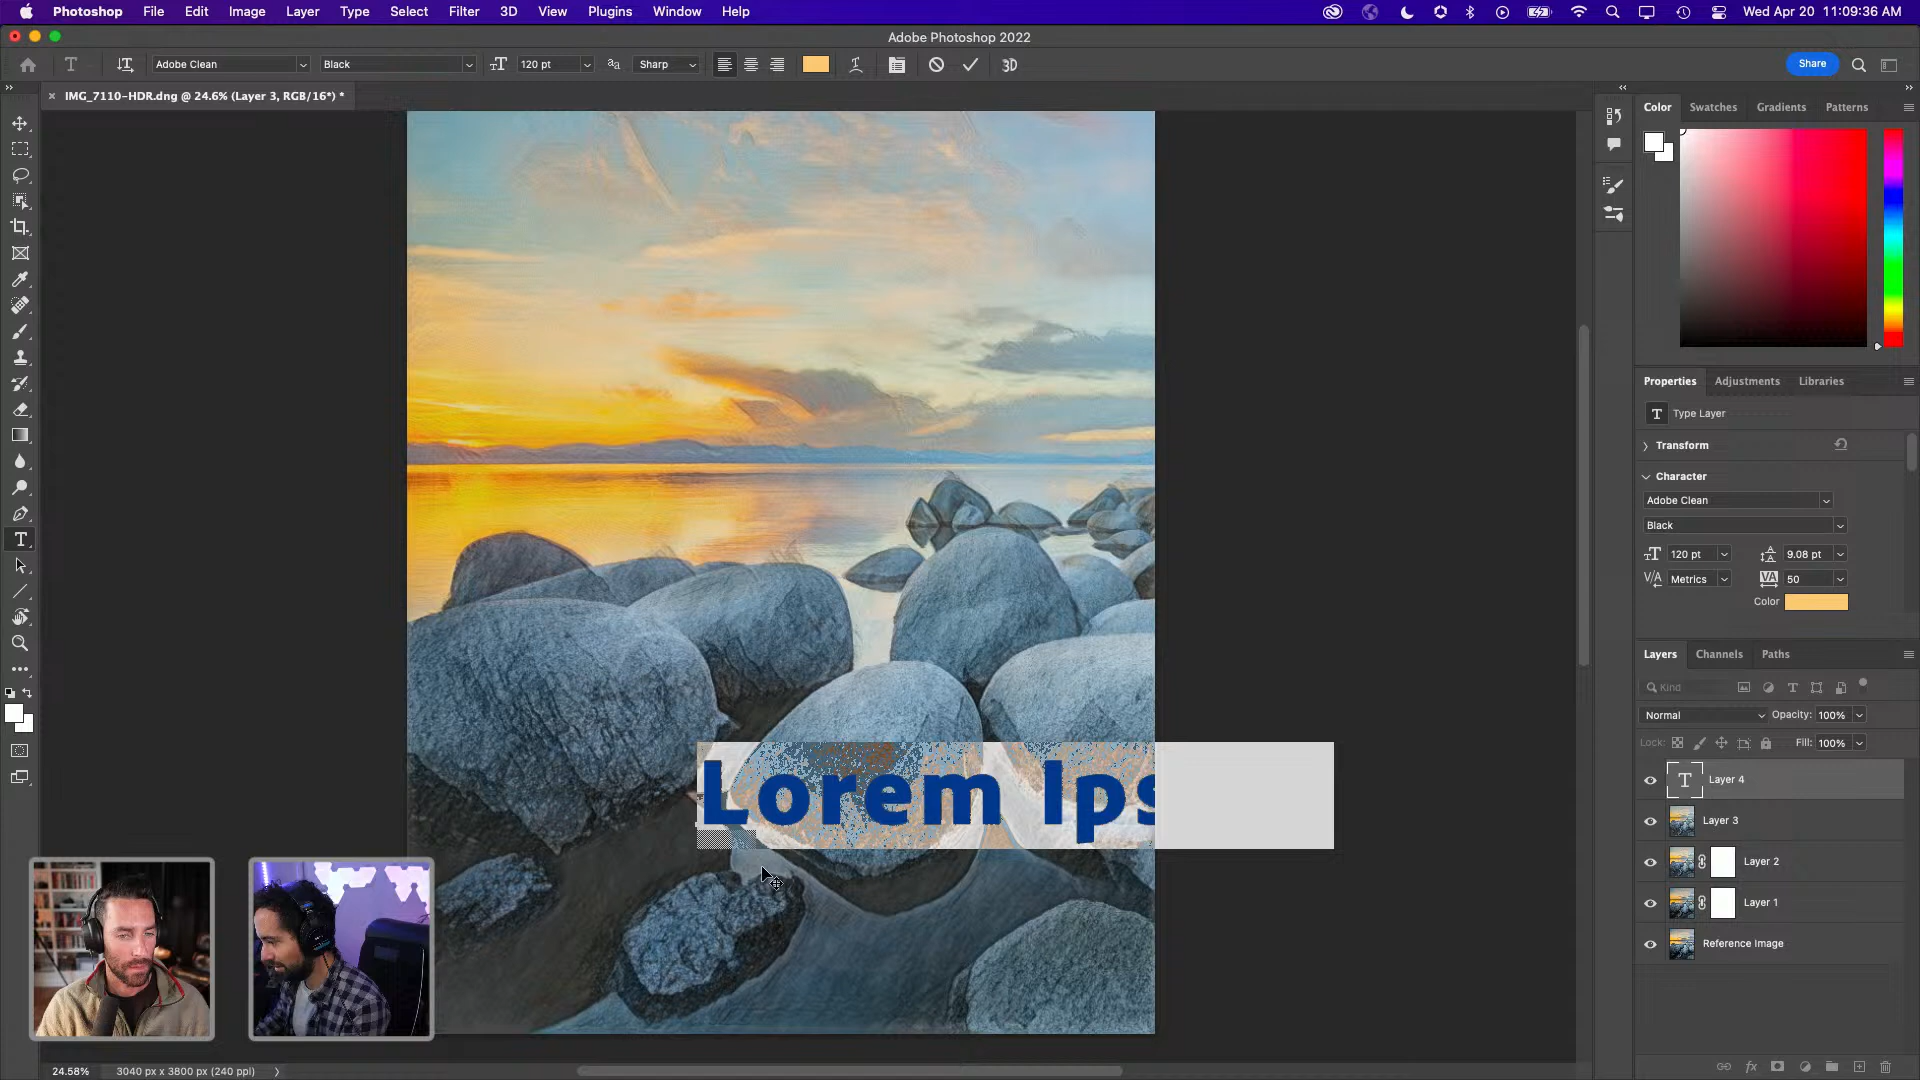 Photoshop File Edit Image Layer Type Select Filter 3D View Plugins Window Help Wed Apr 20 11:09:36 AM
Adobe Photoshop 2022
Adobe Clean Black 120 pt Sharp 3D Share
IMG_7110-HDR.dng @ 24.6% (Layer 3, RGB/16*) *
Color Swatches Gradients Patterns
Properties Adjustments Libraries
Type Layer
Transform
Character
Adobe Clean
Black
120 pt 9.08 pt
Metrics 50
Color
Layers Channels Paths
Kind
Normal Opacity: 100%
Lock: Fill: 100%
Layer 4
Layer 3
Layer 2
Layer 1
Reference Image
Lorem Ips
24.58% 3040 px x 3800 px (240 ppi)